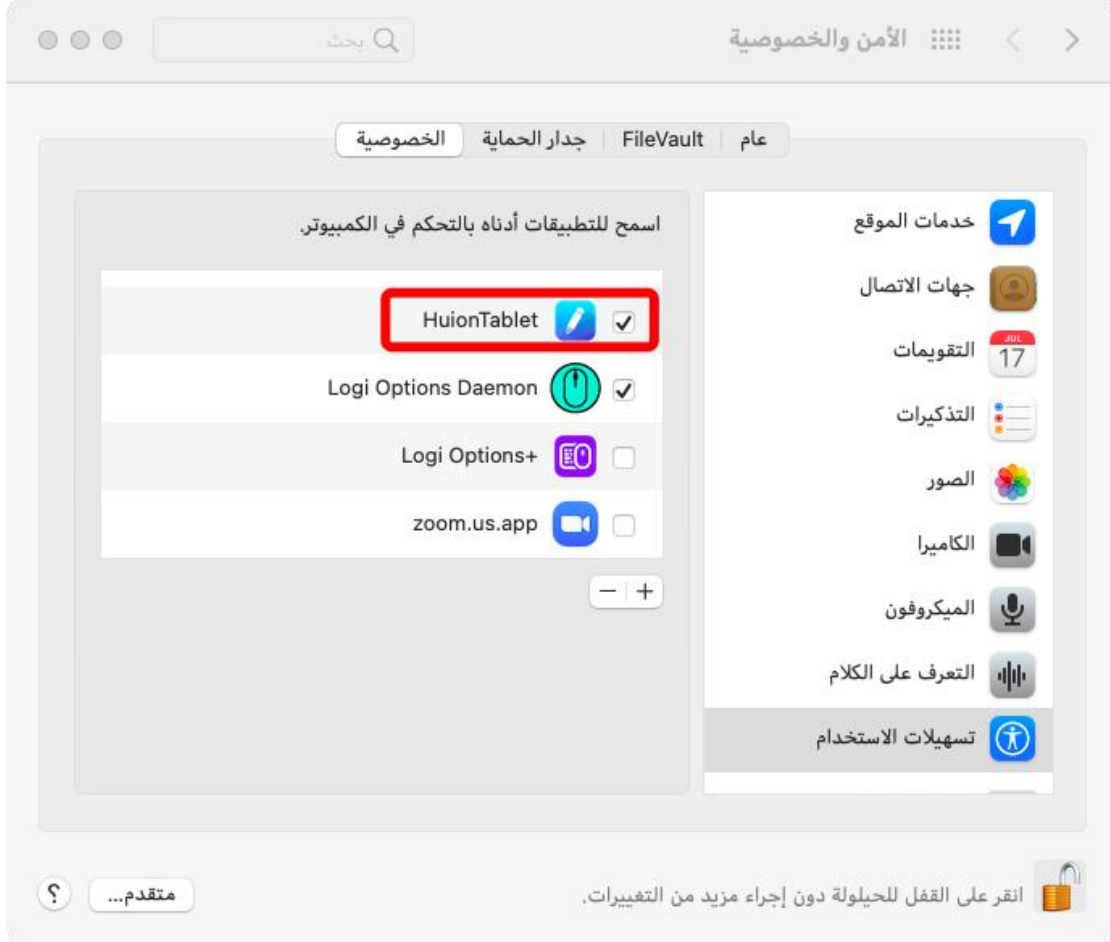 الأمن والخصوصية
بحث
عام
FileVault
جدار الحماية
الخصوصية
خدمات الموقع
جهات الاتصال
JUL
17
التقويمات
التذكيرات
الصور
الكاميرا
الميكروفون
التعرف على الكلام
تسهيلات الاستخدام
اسمح للتطبيقات أدناه بالتحكم في الكمبيوتر.
HuionTablet
Logi Options Daemon
Logi Options+
zoom.us.app
+ −
انقر على القفل للحيلولة دون إجراء مزيد من التغييرات.
متقدم...
؟